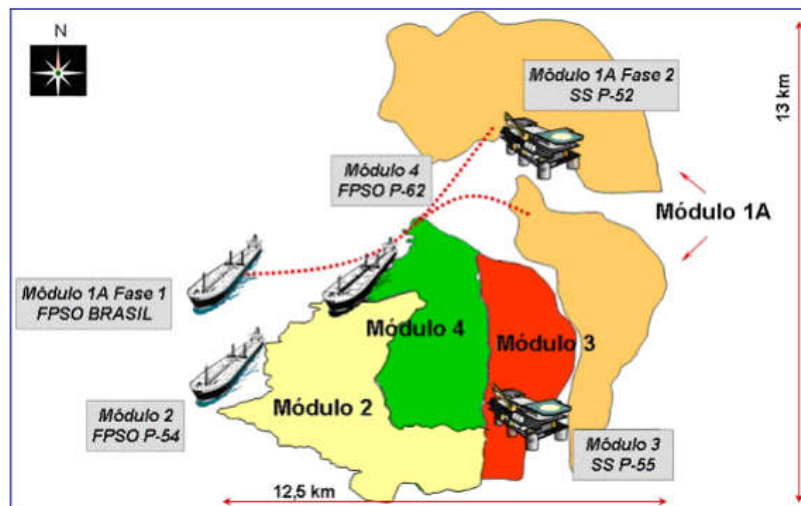 N
Módulo 1A Fase 2
SS P-52
13 km
Módulo 4
FPSO P-62
Módulo 1A
Módulo 1A Fase 1
FPSO BRASIL
Módulo 4
Módulo 3
Módulo 2
FPSO P-54
Módulo 2
Módulo 3
SS P-55
12,5 km